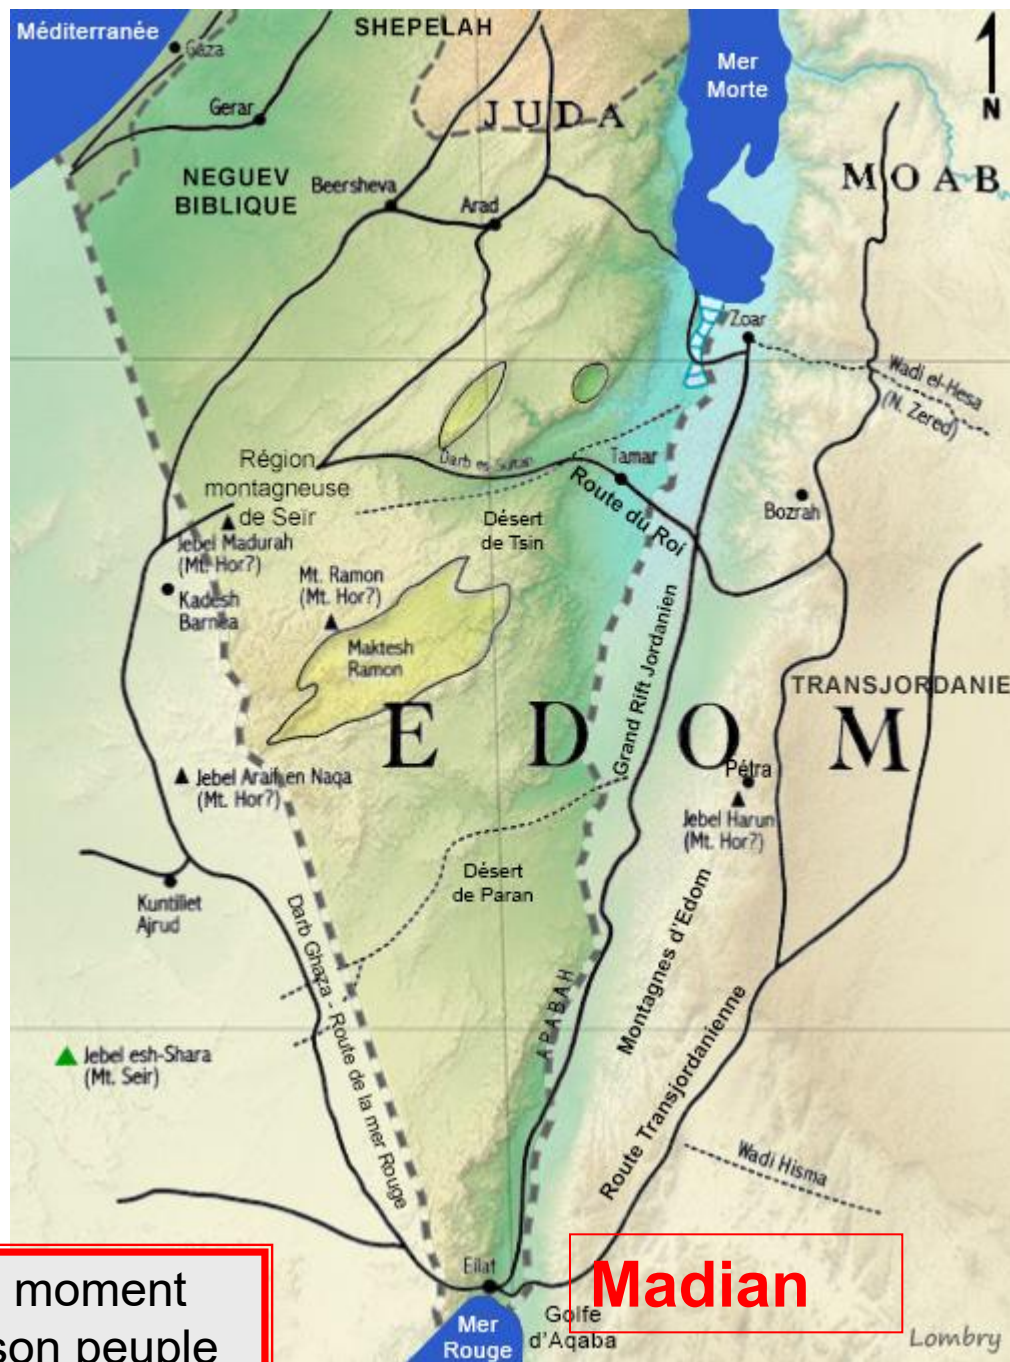 Méditerranée
SHEPELAH
Gaza
Mer
Morte
N
Gerar
JUDA
MOAB
NEGUEV
BIBLIQUE
Beersheva
Arad
Zoar
Wadi el-Hesa
(N. Zered)
Région
montagneuse
de Seïr
Darb es Sultan
Tamar
Route du Roi
Bozrah
Désert
de Tsin
Jebel Madurah
(Mt. Hor?)
Mt. Ramon
(Mt. Hor?)
Kadesh
Barnea
Maktesh
Ramon
Grand Rift Jordanien
TRANSJORDANIE
EDOM
Pétra
Jebel Harun
(Mt. Hor?)
Jebel Araif en Naqa
(Mt. Hor?)
Désert
de Paran
Kuntillet
Ajrud
Darb Ghaza - Route de la mer Rouge
ARABAH
Montagnes d'Edom
Route Transjordanienne
Jebel esh-Shara
(Mt. Seir)
Wadi Hisma
moment
son peuple
Eilat
Madian
Mer
Rouge
Golfe
d'Aqaba
Lombry